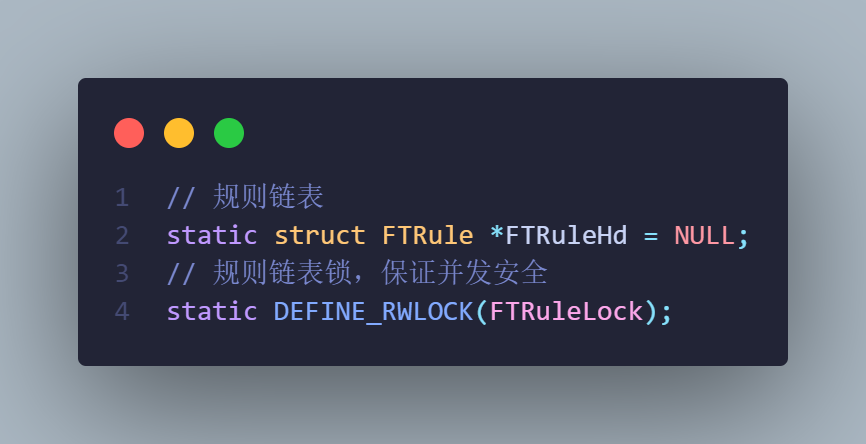 1 // 规则链表
2 static struct FTRule *FTRuleHd = NULL;
3 // 规则链表锁，保证并发安全
4 static DEFINE_RWLOCK(FTRuleLock);